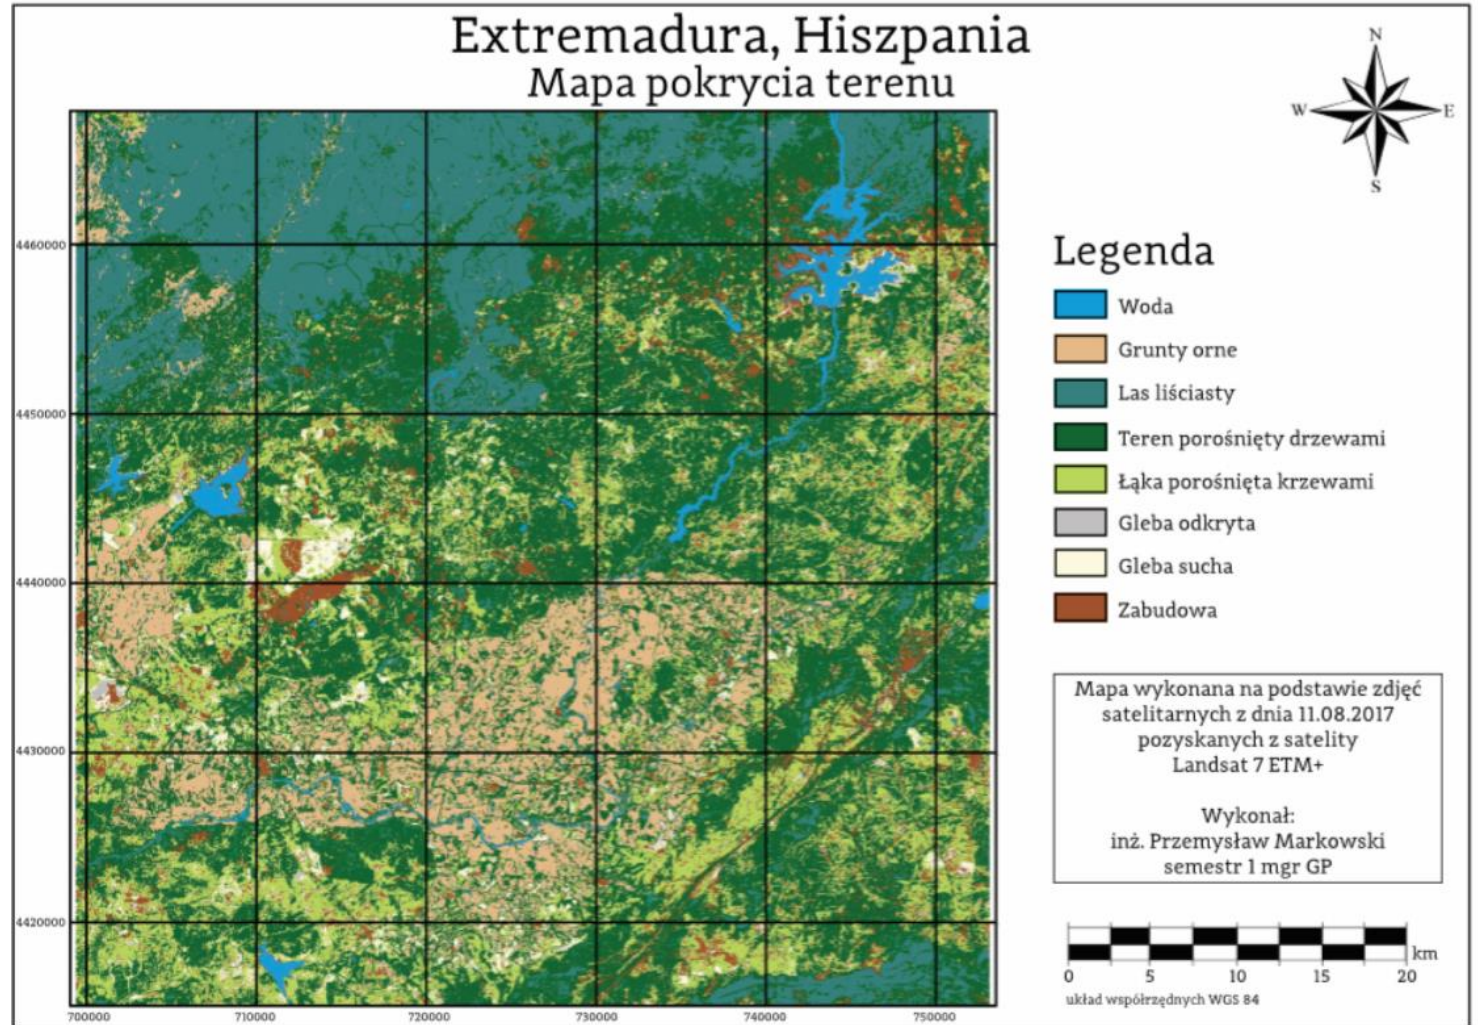 Extremadura, Hiszpania
Mapa pokrycia terenu
N
W
E
S
4460000
4450000
4440000
4430000
4420000
700000
710000
720000
730000
740000
750000
Legenda
Woda
Grunty orne
Las liściasty
Teren porośnięty drzewami
Łąka porośnięta krzewami
Gleba odkryta
Gleba sucha
Zabudowa
Mapa wykonana na podstawie zdjęć
satelitarnych z dnia 11.08.2017
pozyskanych z satelity
Landsat 7 ETM+
Wykonał:
inż. Przemysław Markowski
semestr 1 mgr GP
km
0 5 10 15 20
układ współrzędnych WGS 84